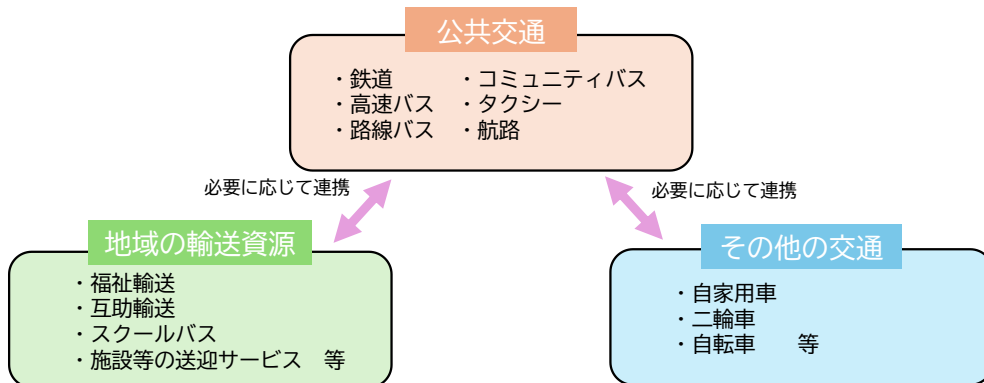 公共交通
・鉄道　　　・コミュニティバス
・高速バス　・タクシー
・路線バス　・航路
必要に応じて連携
必要に応じて連携
地域の輸送資源
・福祉輸送
・互助輸送
・スクールバス
・施設等の送迎サービス　等
その他の交通
・自家用車
・二輪車
・自転車　　等